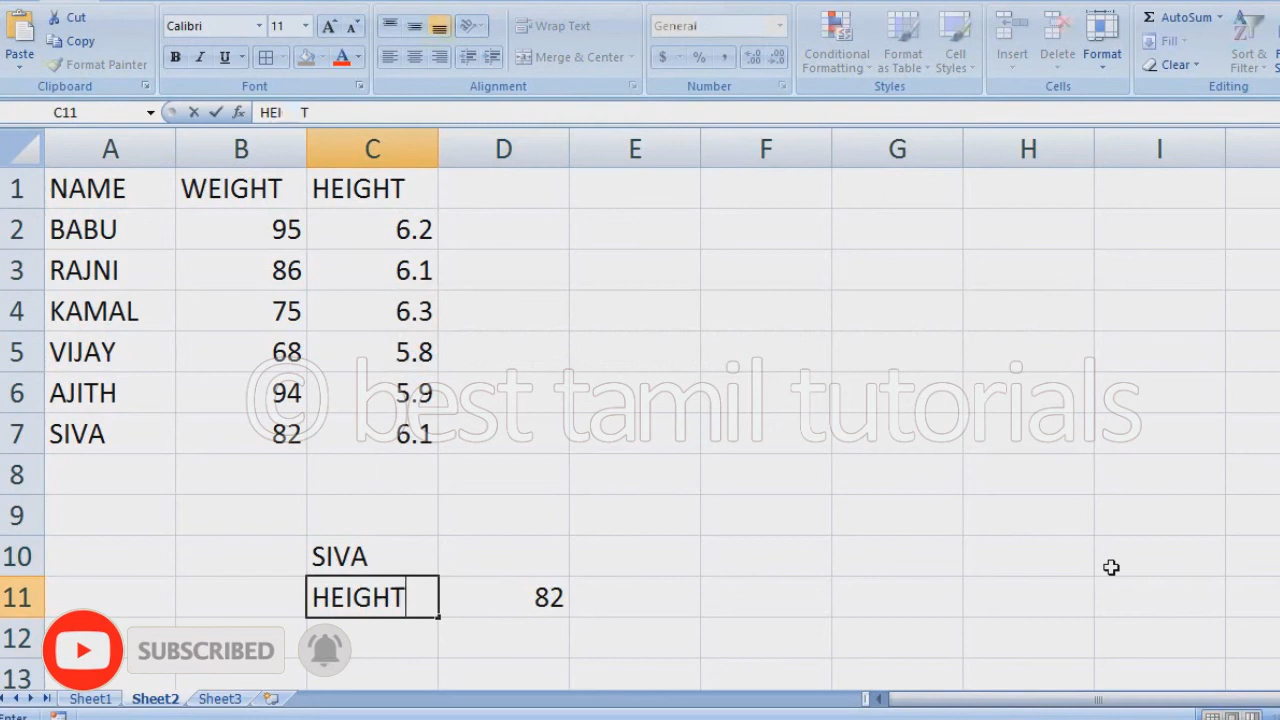 Cut
Calibri 11 Wrap Text General AutoSum
Copy Fill
Paste Format Painter B I U A Merge & Center $ % , Conditional Formatting Format as Table Cell Styles Insert Delete Format Clear Sort & Filter
Clipboard Font Alignment Number Styles Cells Editing
C11 fx HEI T
A B C D E F G H I
1 NAME WEIGHT HEIGHT
2 BABU 95 6.2
3 RAJNI 86 6.1
4 KAMAL 75 6.3
5 VIJAY 68 5.8
6 AJITH 94 5.9
© best tamil tutorials
7 SIVA 82 6.1
8
9
10 SIVA
11 HEIGHT 82
12
SUBSCRIBED
13
Sheet1 Sheet2 Sheet3